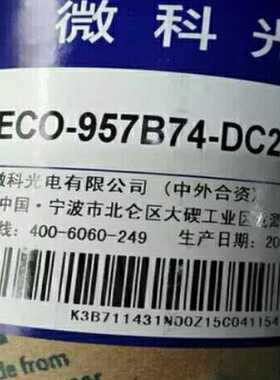 微科光
ECO-957B74-DC2
微科光电有限公司 （中外合资）
中国·宁波市北仑区大碶工业区
线: 400-6060-249 生产日期: 20
K3B711431N00Z15C041154
de from